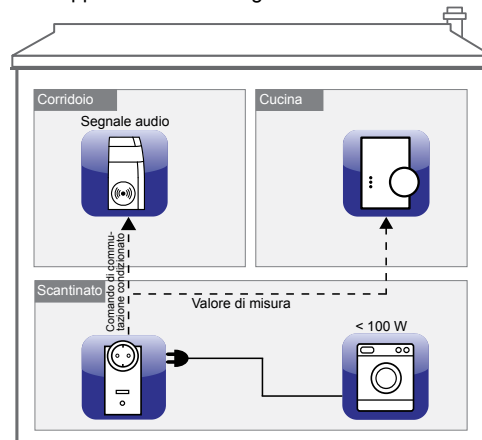 Corridoio
Cucina
Segnale audio
Comando di commu-
tazione condizionato
Scantinato
Valore di misura
< 100 W